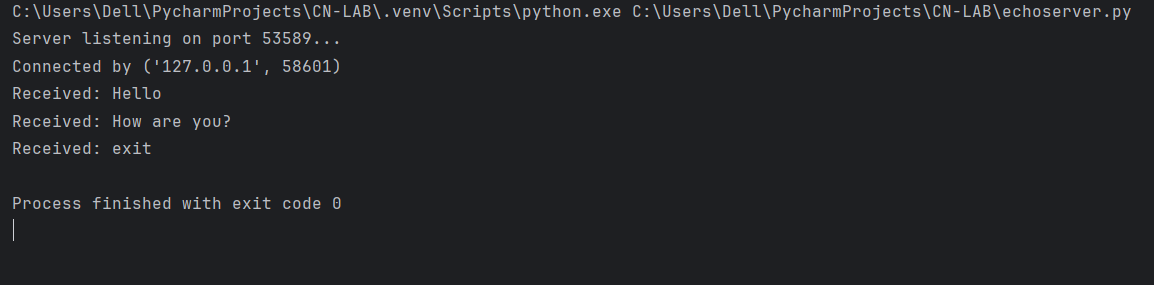 C:\Users\Dell\PycharmProjects\CN-LAB\.venv\Scripts\python.exe C:\Users\Dell\PycharmProjects\CN-LAB\echoserver.py
Server listening on port 53589...
Connected by ('127.0.0.1', 58601)
Received: Hello
Received: How are you?
Received: exit
Process finished with exit code 0